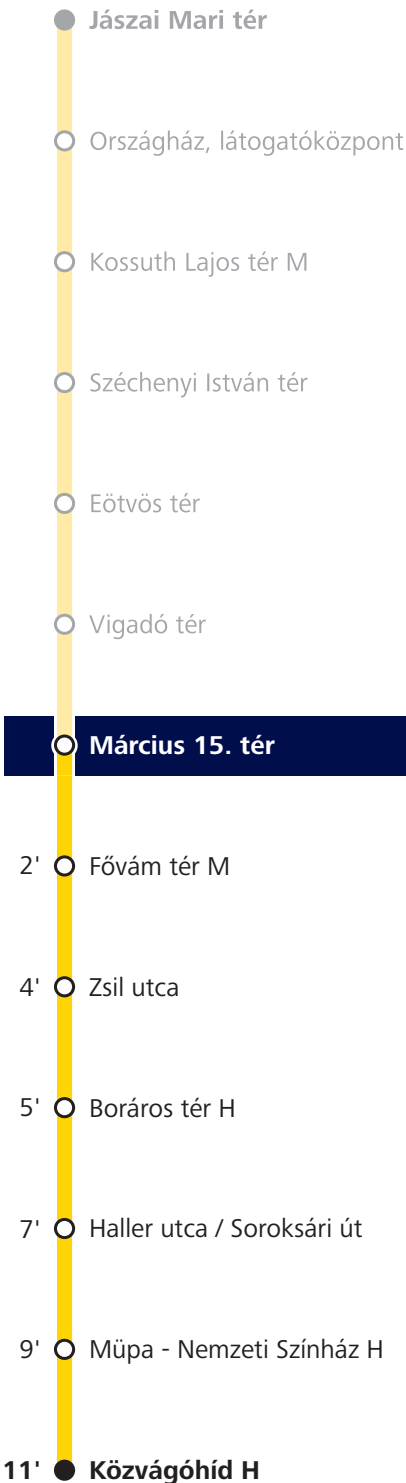 Jászai Mari tér
Országház, látogatóközpont
Kossuth Lajos tér M
Széchenyi István tér
Eötvös tér
Vigadó tér
Március 15. tér
2' Fővám tér M
4' Zsil utca
5' Boráros tér H
7' Haller utca / Soroksári út
9' Müpa - Nemzeti Színház H
11' Közvágóhíd H